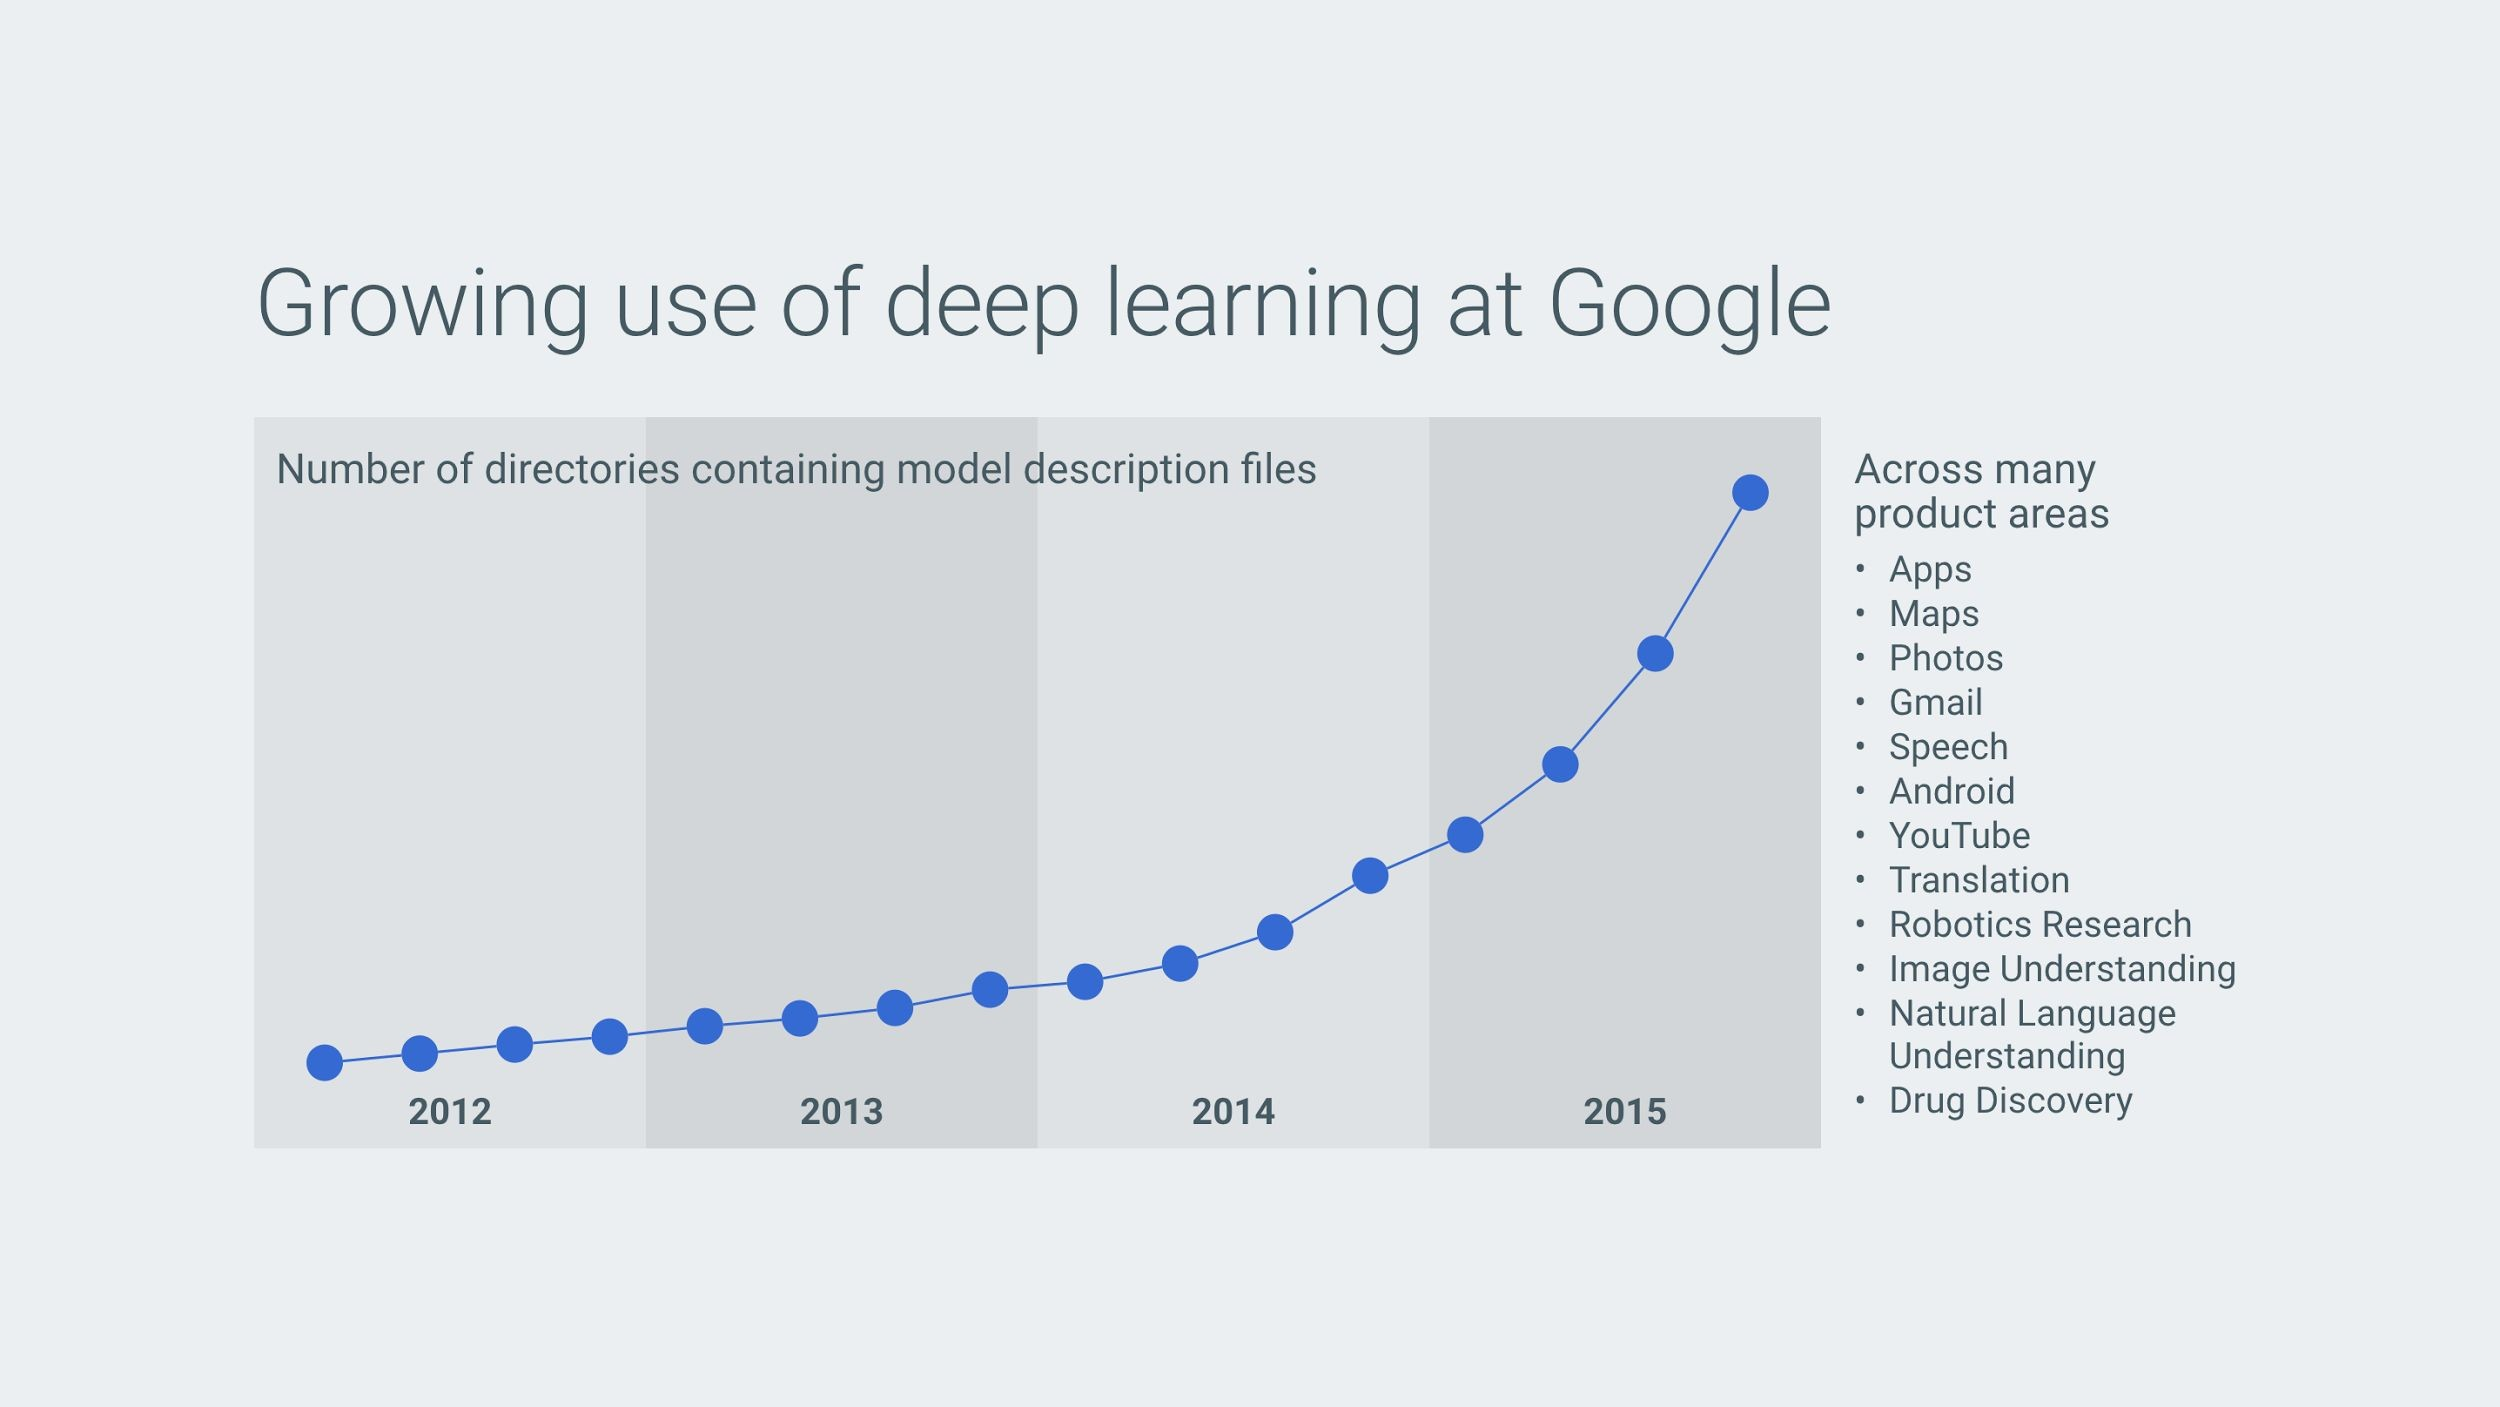 Growing use of deep learning at Google
Number of directories containing model description files
2012
2013
2014
2015
Across many
product areas
• Apps
• Maps
• Photos
• Gmail
• Speech
• Android
• YouTube
• Translation
• Robotics Research
• Image Understanding
• Natural Language
Understanding
• Drug Discovery